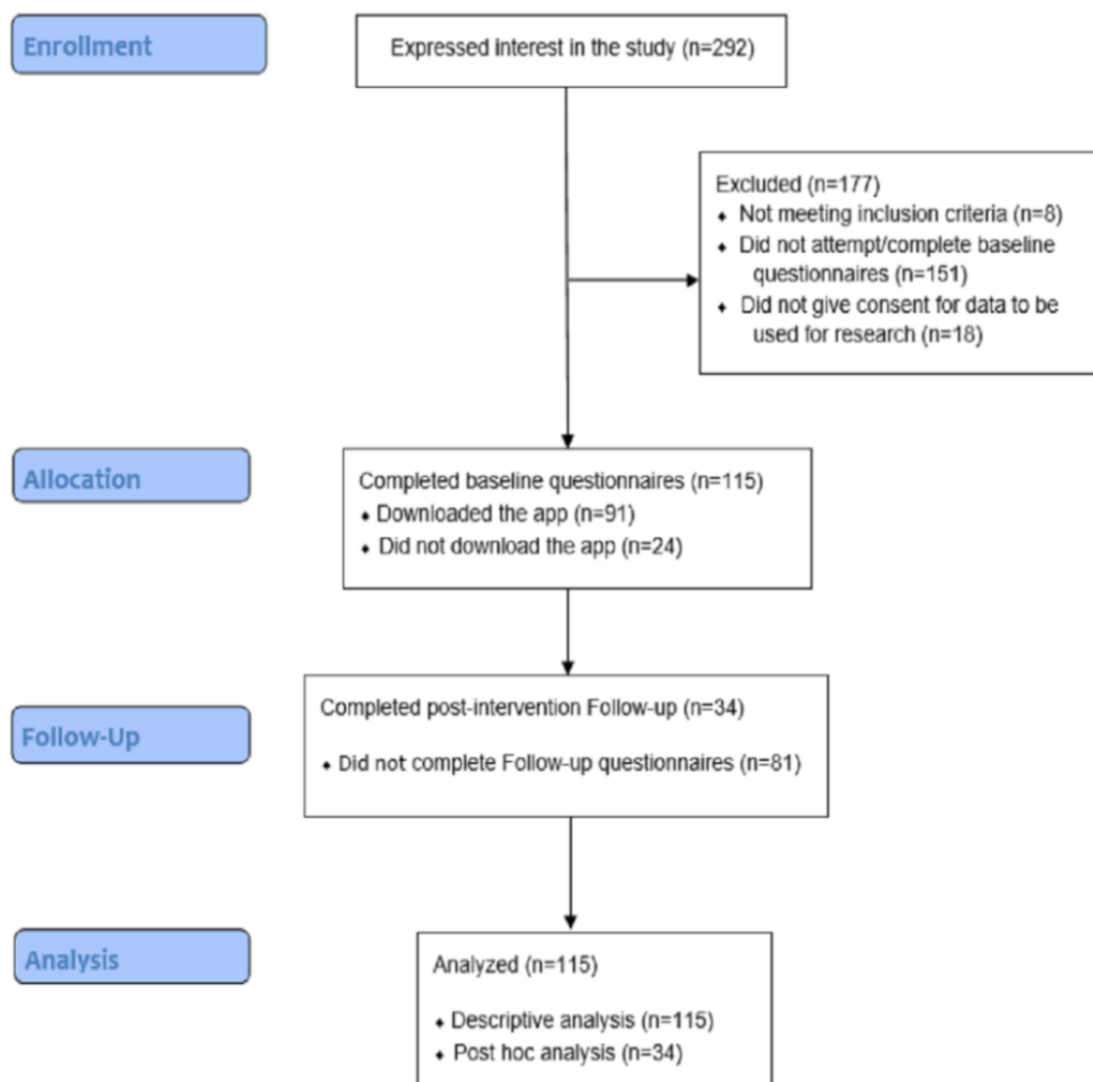 Enrollment
Expressed interest in the study (n=292)
Excluded (n=177)
♦ Not meeting inclusion criteria (n=8)
♦ Did not attempt/complete baseline
questionnaires (n=151)
♦ Did not give consent for data to be
used for research (n=18)
Allocation
Completed baseline questionnaires (n=115)
♦ Downloaded the app (n=91)
♦ Did not download the app (n=24)
Follow-Up
Completed post-intervention Follow-up (n=34)
♦ Did not complete Follow-up questionnaires (n=81)
Analysis
Analyzed (n=115)
♦ Descriptive analysis (n=115)
♦ Post hoc analysis (n=34)